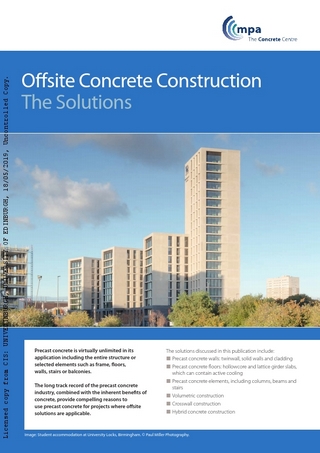 mpa
The Concrete Centre
Offsite Concrete Construction
The Solutions
Precast concrete is virtually unlimited in its
application including the entire structure or
selected elements such as frame, floors,
walls, stairs or balconies.
The long track record of the precast concrete
industry, combined with the inherent benefits of
concrete, provide compelling reasons to
use precast concrete for projects where offsite
solutions are applicable.
The solutions discussed in this publication include:
■ Precast concrete walls: twinwall, solid walls and cladding
■ Precast concrete floors: hollowcore and lattice girder slabs,
which can contain active cooling
■ Precast concrete elements, including columns, beams and
stairs
■ Volumetric construction
■ Crosswall construction
■ Hybrid concrete construction
Image: Student accommodation at University Locks, Birmingham. © Paul Miller Photography.
Licensed copy from CIS: UNIVERSITY OF EDINBURGH, 18/05/2019, Uncontrolled Copy.